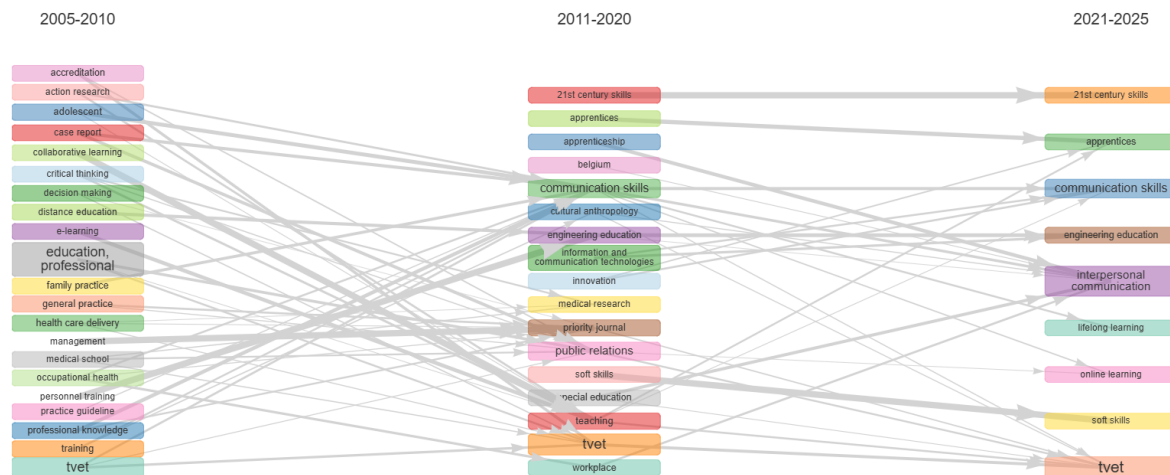 2005-2010
accreditation
action research
adolescent
case report
collaborative learning
critical thinking
decision making
distance education
e-learning
education,
professional
family practice
general practice
health care delivery
management
medical school
occupational health
personnel training
practice guideline
professional knowledge
training
tvet
2011-2020
21st century skills
apprentices
apprenticeship
belgium
communication skills
cultural anthropology
engineering education
information and
communication technologies
innovation
medical research
priority journal
public relations
soft skills
special education
teaching
tvet
workplace
2021-2025
21st century skills
apprentices
communication skills
engineering education
interpersonal
communication
lifelong learning
online learning
soft skills
tvet